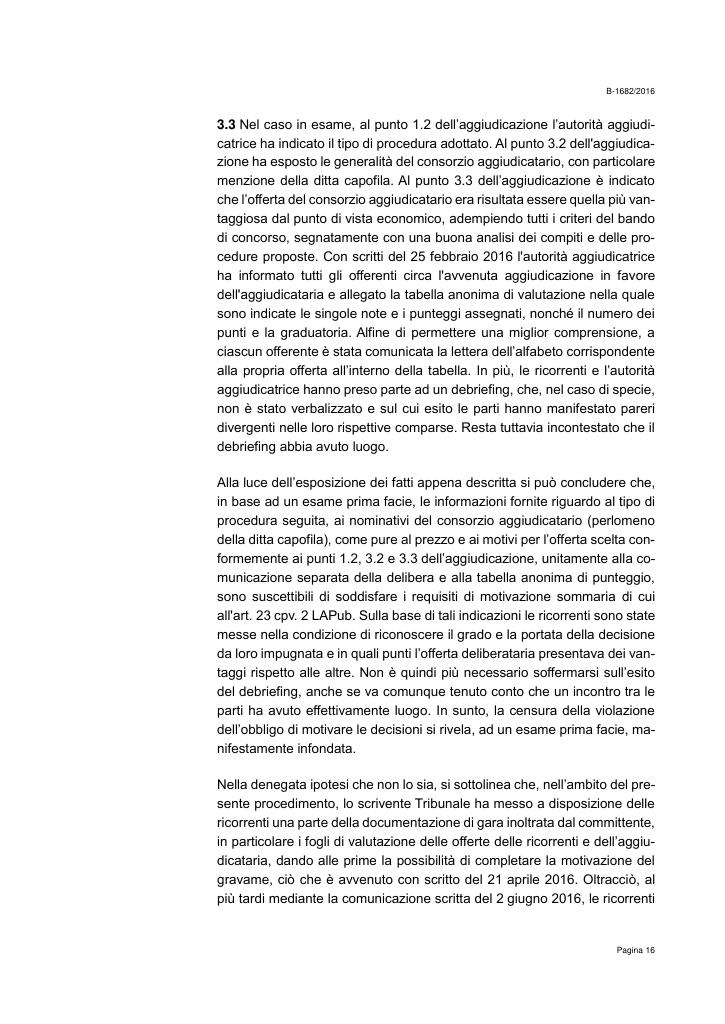 B-1682/2016
3.3 Nel caso in esame, al punto 1.2 dell’aggiudicazione l’autorità aggiudi-
catrice ha indicato il tipo di procedura adottato. Al punto 3.2 dell'aggiudica-
zione ha esposto le generalità del consorzio aggiudicatario, con particolare
menzione della ditta capofila. Al punto 3.3 dell’aggiudicazione è indicato
che l’offerta del consorzio aggiudicatario era risultata essere quella più van-
taggiosa dal punto di vista economico, adempiendo tutti i criteri del bando
di concorso, segnatamente con una buona analisi dei compiti e delle pro-
cedure proposte. Con scritti del 25 febbraio 2016 l'autorità aggiudicatrice
ha informato tutti gli offerenti circa l'avvenuta aggiudicazione in favore
dell'aggiudicataria e allegato la tabella anonima di valutazione nella quale
sono indicate le singole note e i punteggi assegnati, nonché il numero dei
punti e la graduatoria. Alfine di permettere una miglior comprensione, a
ciascun offerente è stata comunicata la lettera dell’alfabeto corrispondente
alla propria offerta all’interno della tabella. In più, le ricorrenti e l’autorità
aggiudicatrice hanno preso parte ad un debriefing, che, nel caso di specie,
non è stato verbalizzato e sul cui esito le parti hanno manifestato pareri
divergenti nelle loro rispettive comparse. Resta tuttavia incontestato che il
debriefing abbia avuto luogo.
Alla luce dell’esposizione dei fatti appena descritta si può concludere che,
in base ad un esame prima facie, le informazioni fornite riguardo al tipo di
procedura seguita, ai nominativi del consorzio aggiudicatario (perlomeno
della ditta capofila), come pure al prezzo e ai motivi per l’offerta scelta con-
formemente ai punti 1.2, 3.2 e 3.3 dell’aggiudicazione, unitamente alla co-
municazione separata della delibera e alla tabella anonima di punteggio,
sono suscettibili di soddisfare i requisiti di motivazione sommaria di cui
all'art. 23 cpv. 2 LAPub. Sulla base di tali indicazioni le ricorrenti sono state
messe nella condizione di riconoscere il grado e la portata della decisione
da loro impugnata e in quali punti l’offerta deliberataria presentava dei van-
taggi rispetto alle altre. Non è quindi più necessario soffermarsi sull’esito
del debriefing, anche se va comunque tenuto conto che un incontro tra le
parti ha avuto effettivamente luogo. In sunto, la censura della violazione
dell’obbligo di motivare le decisioni si rivela, ad un esame prima facie, ma-
nifestamente infondata.
Nella denegata ipotesi che non lo sia, si sottolinea che, nell’ambito del pre-
sente procedimento, lo scrivente Tribunale ha messo a disposizione delle
ricorrenti una parte della documentazione di gara inoltrata dal committente,
in particolare i fogli di valutazione delle offerte delle ricorrenti e dell’aggiu-
dicataria, dando alle prime la possibilità di completare la motivazione del
gravame, ciò che è avvenuto con scritto del 21 aprile 2016. Oltracciò, al
più tardi mediante la comunicazione scritta del 2 giugno 2016, le ricorrenti
Pagina 16